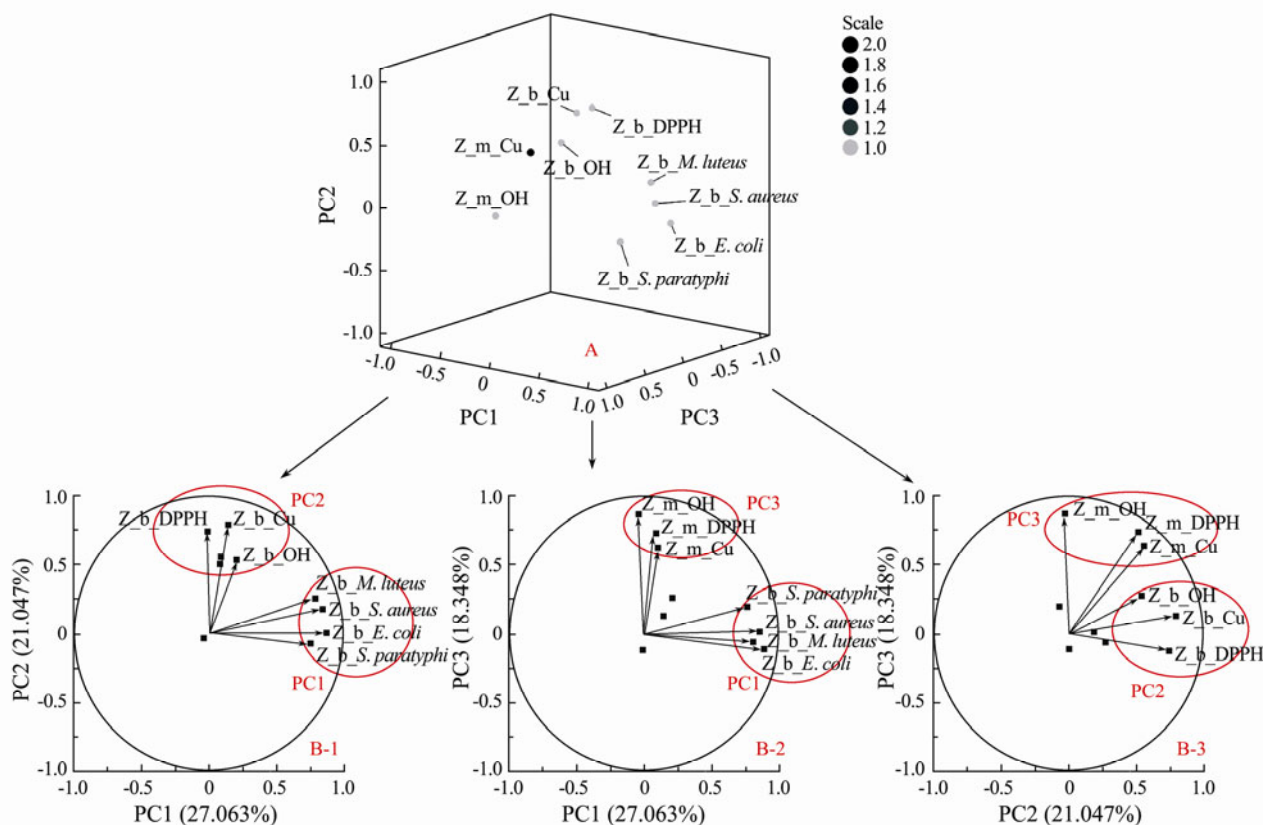 Scale
2.0
1.8
1.6
1.4
1.2
1.0
1.0
0.5
0
-0.5
-1.0
PC2
Z_b_Cu
Z_b_DPPH
Z_m_Cu
Z_b_OH
Z_b_M. luteus
Z_m_OH
Z_b_S. aureus
Z_b_E. coli
Z_b_S. paratyphi
A
-1.0
-0.5
0
0.5
1.0
PC1
1.0
0.5
0
-0.5
-1.0
PC3
1.0
0.5
0
-0.5
-1.0
PC2 (21.047%)
PC2
Z_b_DPPH
Z_b_Cu
Z_b_OH
Z_b_M. luteus
Z_b_S. aureus
Z_b_E. coli
Z_b_S. paratyphi
PC1
B-1
-0.5
0
0.5
1.0
PC1 (27.063%)
1.0
0.5
0
-0.5
-1.0
PC3 (18.348%)
Z_m_OH
PC3
Z_m_DPPH
Z_m_Cu
Z_b_S. paratyphi
Z_b_S. aureus
Z_b_M. luteus
Z_b_E. coli
PC1
B-2
-0.5
0
0.5
1.0
PC1 (27.063%)
1.0
0.5
0
-0.5
-1.0
PC3 (18.348%)
PC3
Z_m_OH
Z_m_DPPH
Z_m_Cu
Z_b_OH
Z_b_Cu
Z_b_DPPH
PC2
B-3
-0.5
0
0.5
1.0
PC2 (21.047%)